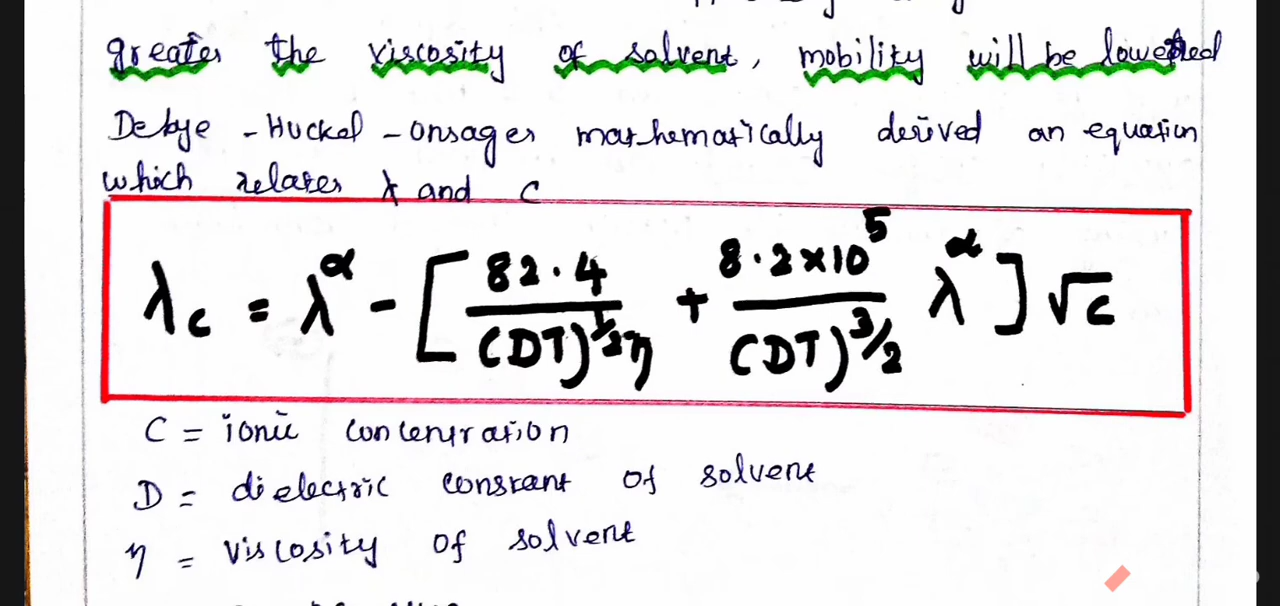 greater the viscosity of solvent, mobility will be lowered
Debye - Huckel - onsager mathematically derived an equation
which relates λ and C
λc = λ^α - [ 82.4 / (DT)^1/2 η + 8.2×10^5 / (DT)^3/2 λ^α ] √c
C = ionic concentration
D = dielectric constant of solvent
η = viscosity of solvent